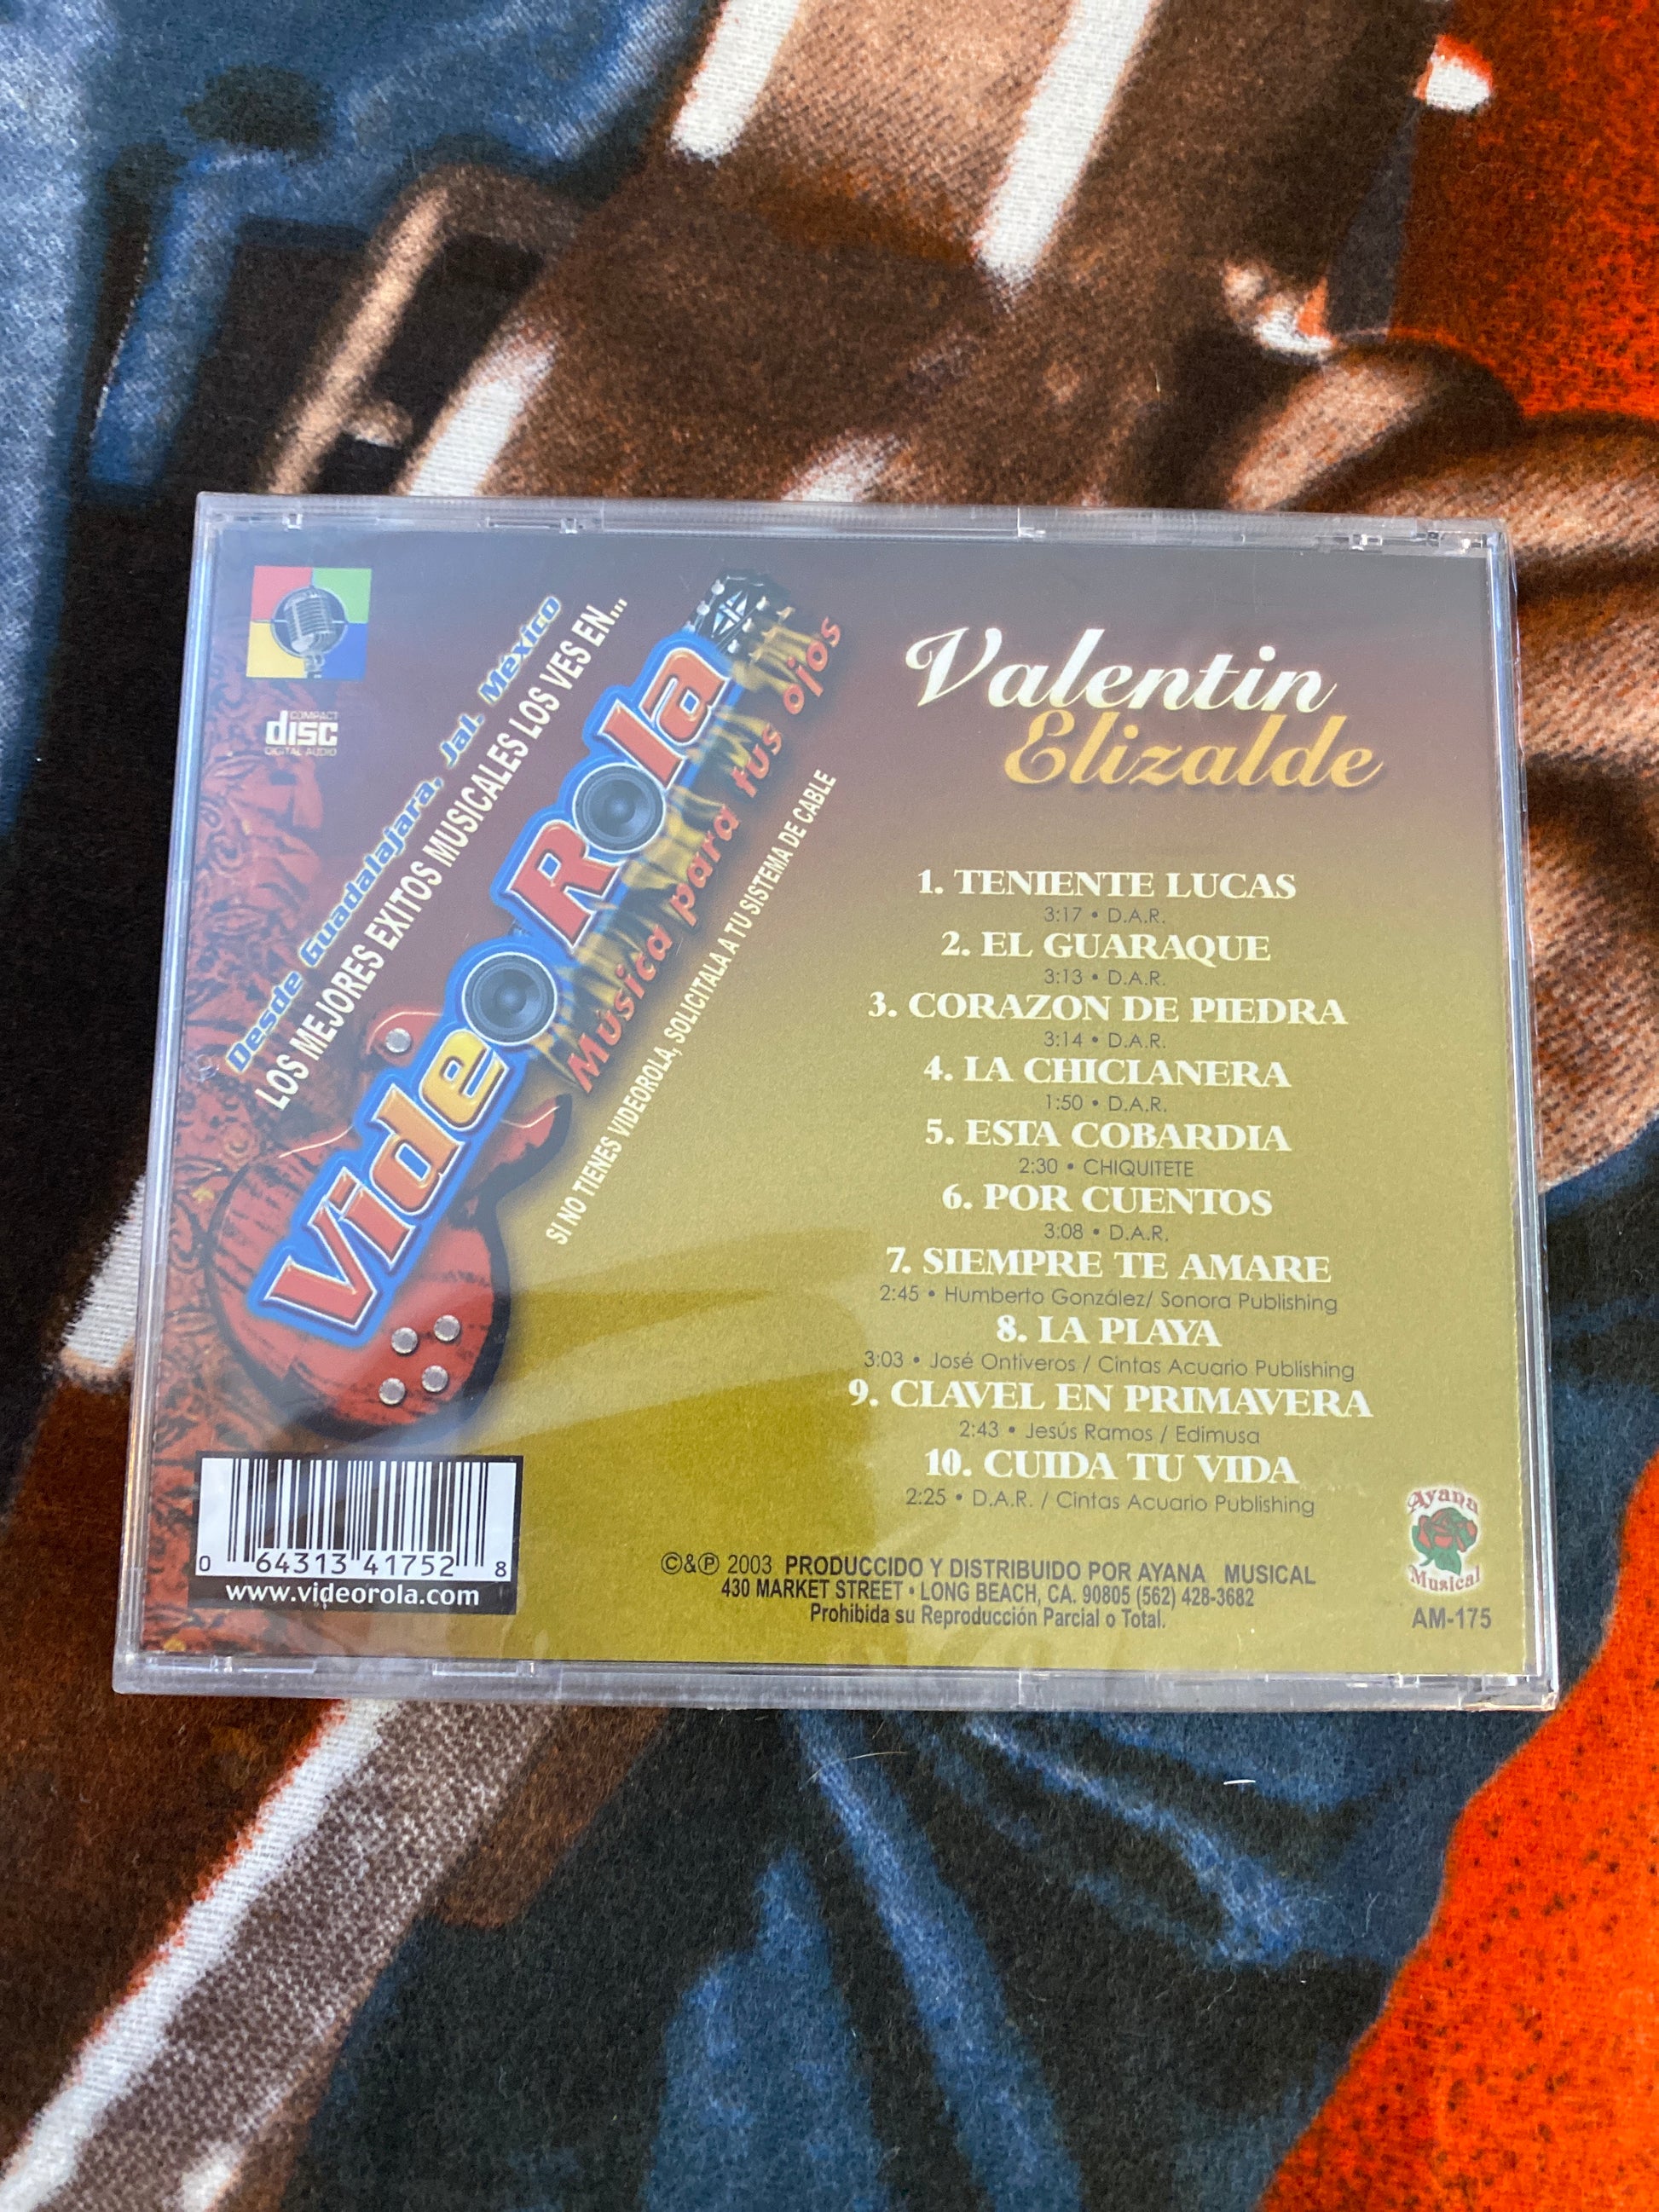 COMPACT
disc
DIGITAL AUDIO
Desde Guadalajara, Jal. México
LOS MEJORES EXITOS MUSICALES LOS VES EN...
VideoRola
Música para tus ojos
SI NO TIENES VIDEOROLA, SOLICITALA A TU SISTEMA DE CABLE
Valentin
Elizalde
1. TENIENTE LUCAS
3:17 • D.A.R.
2. EL GUARAQUE
3:13 • D.A.R.
3. CORAZON DE PIEDRA
3:14 • D.A.R.
4. LA CHICLANERA
1:50 • D.A.R.
5. ESTA COBARDIA
2:30 • CHIQUITETE
6. POR CUENTOS
3:08 • D.A.R.
7. SIEMPRE TE AMARE
2:45 • Humberto González/ Sonora Publishing
8. LA PLAYA
3:03 • José Ontiveros / Cintas Acuario Publishing
9. CLAVEL EN PRIMAVERA
2:43 • Jesús Ramos / Edimusa
10. CUIDA TU VIDA
2:25 • D.A.R. / Cintas Acuario Publishing
0 64313 41752 8
www.videorola.com
©&℗ 2003 PRODUCCIDO Y DISTRIBUIDO POR AYANA MUSICAL
430 MARKET STREET • LONG BEACH, CA. 90805 (562) 428-3682
Prohibida su Reproducción Parcial o Total.
Ayana
Musical
AM-175